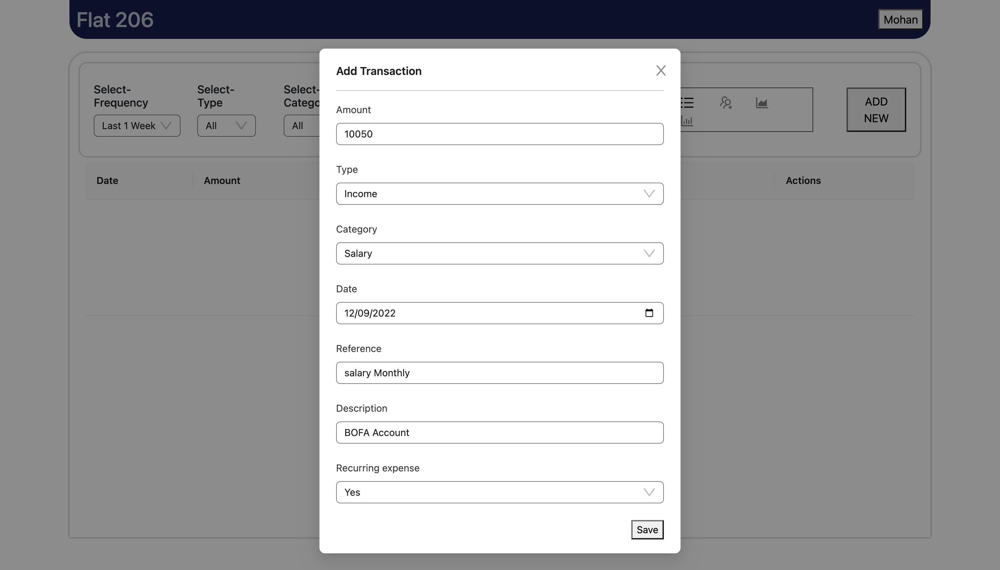 Flat 206
Mohan
Select-
Frequency
Last 1 Week
Select-
Type
All
Select-
All
ADD
NEW
Date
Amount
Actions
Add Transaction
Amount
10050
Type
Income
Category
Salary
Date
12/09/2022
Reference
salary Monthly
Description
BOFA Account
Recurring expense
Yes
Save